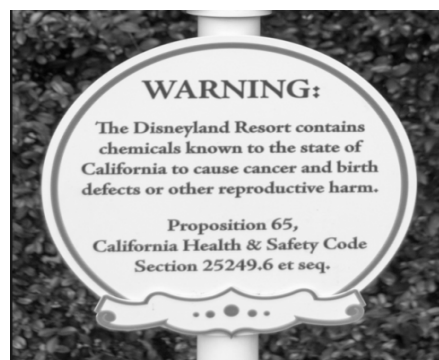 WARNING:
The Disneyland Resort contains
chemicals known to the state of
California to cause cancer and birth
defects or other reproductive harm.
Proposition 65,
California Health & Safety Code
Section 25249.6 et seq.